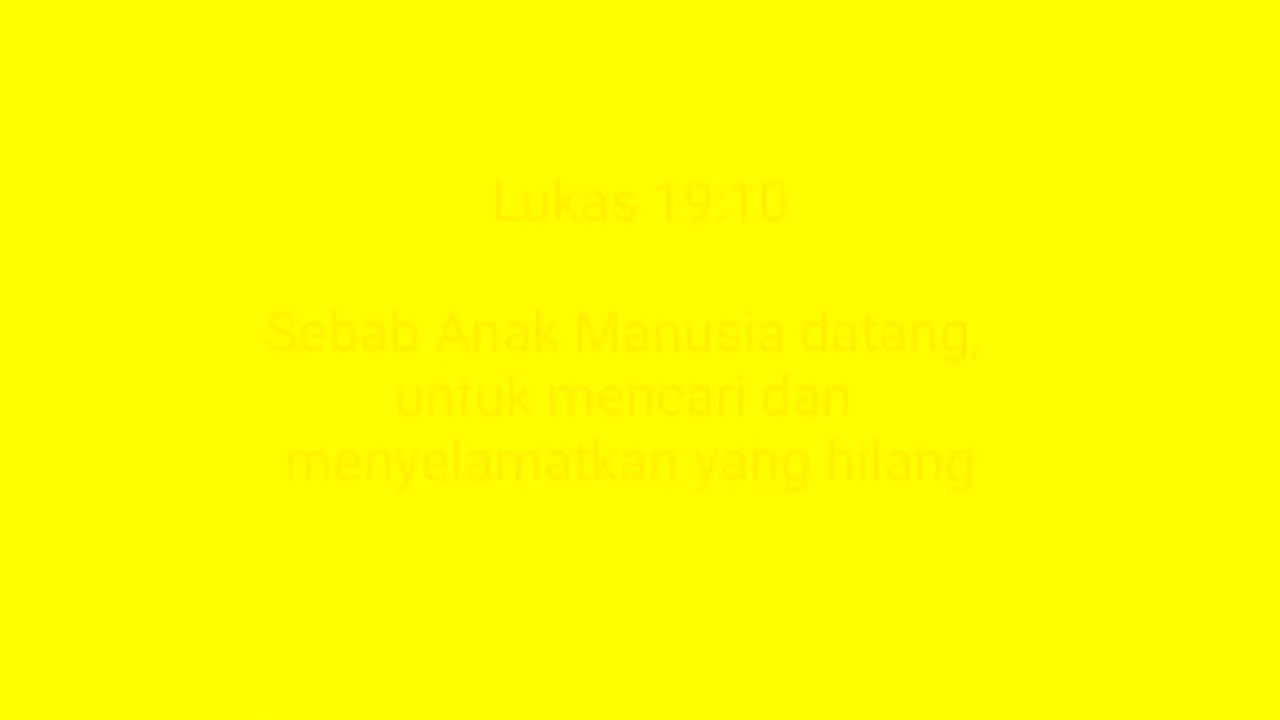 Lukas 19:10
Sebab Anak Manusia datang,
untuk mencari dan
menyelamatkan yang hilang